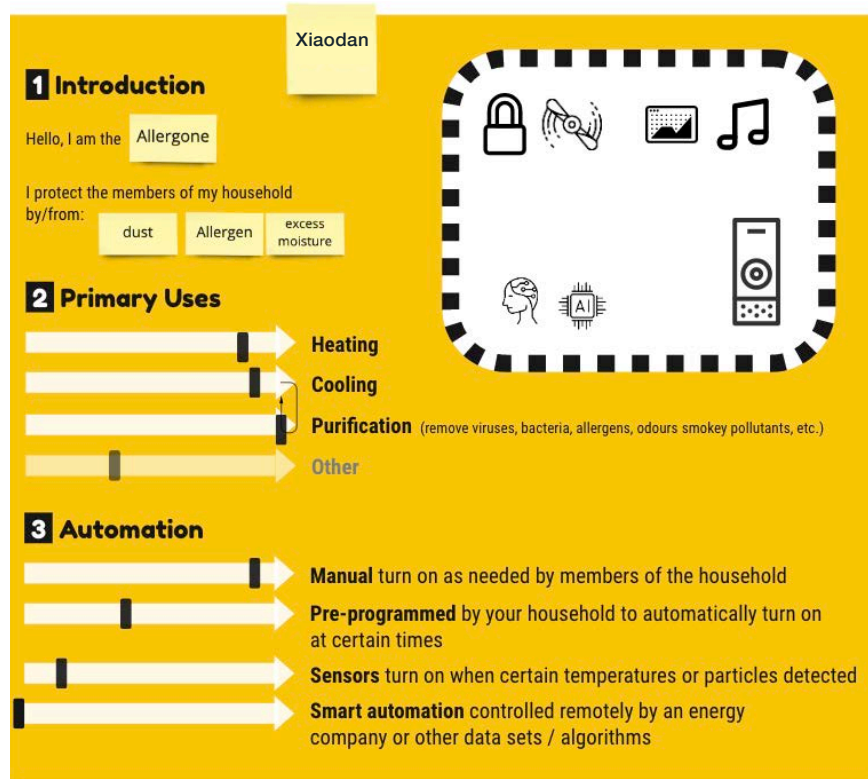 Xiaodan
1 Introduction
Hello, I am the Allergone
I protect the members of my household
by/from:
dust Allergen excess
moisture
2 Primary Uses
Heating
Cooling
Purification (remove viruses, bacteria, allergens, odours smokey pollutants, etc.)
Other
3 Automation
Manual turn on as needed by members of the household
Pre-programmed by your household to automatically turn on
at certain times
Sensors turn on when certain temperatures or particles detected
Smart automation controlled remotely by an energy
company or other data sets / algorithms
AI